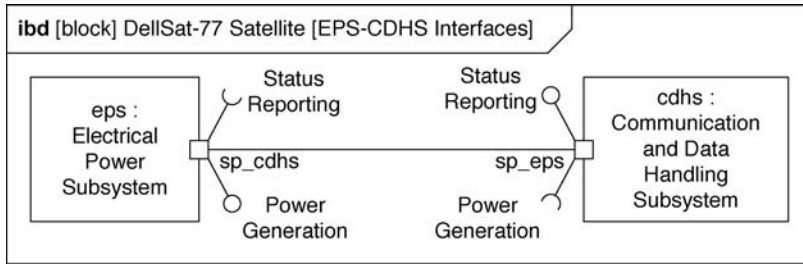 ibd [block] DellSat-77 Satellite [EPS-CDHS Interfaces]
eps :
Electrical
Power
Subsystem
Status
Reporting
sp_cdhs
Power
Generation
Status
Reporting
sp_eps
Power
Generation
cdhs :
Communication
and Data
Handling
Subsystem